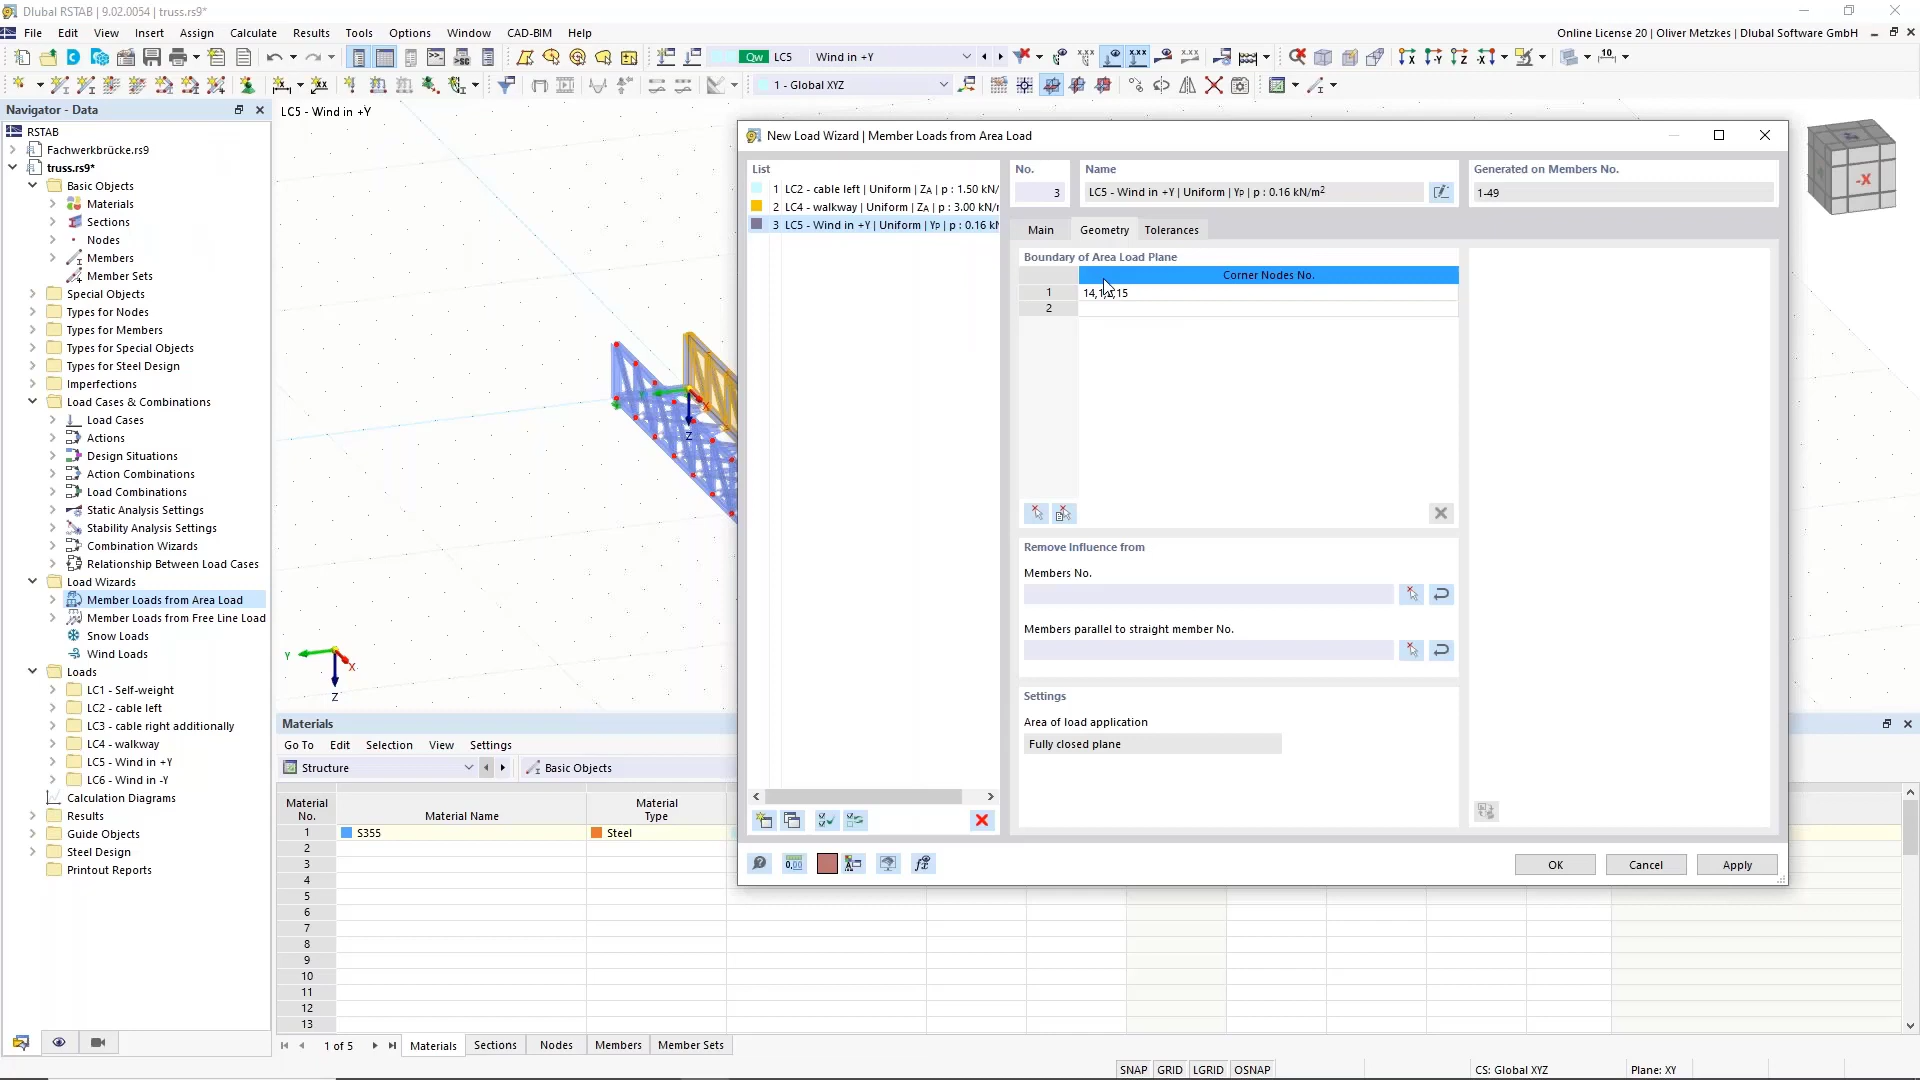 Dlubal RSTAB | 9.02.0054 | truss.rs9*
File Edit View Insert Assign Calculate Results Tools Options Window CAD-BIM Help
Online License 20 | Oliver Metzkes | Dlubal Software GmbH
Qw LC5 Wind in +Y
1 - Global XYZ
Navigator - Data
RSTAB
Fachwerkbrücke.rs9
truss.rs9*
Basic Objects
Materials
Sections
Nodes
Members
Member Sets
Special Objects
Types for Nodes
Types for Members
Types for Special Objects
Types for Steel Design
Imperfections
Load Cases & Combinations
Load Cases
Actions
Design Situations
Action Combinations
Load Combinations
Static Analysis Settings
Stability Analysis Settings
Combination Wizards
Relationship Between Load Cases
Load Wizards
Member Loads from Area Load
Member Loads from Free Line Load
Snow Loads
Wind Loads
Loads
LC1 - Self-weight
LC2 - cable left
LC3 - cable right additionally
LC4 - walkway
LC5 - Wind in +Y
LC6 - Wind in -Y
Calculation Diagrams
Results
Guide Objects
Steel Design
Printout Reports
LC5 - Wind in +Y
Y X Z
Y X Z
-X
New Load Wizard | Member Loads from Area Load
List
1 LC2 - cable left | Uniform | ZA | p : 1.50 kN/
2 LC4 - walkway | Uniform | ZA | p : 3.00 kN/
3 LC5 - Wind in +Y | Uniform | YP | p : 0.16 kN
No.
3
Name
LC5 - Wind in +Y | Uniform | YP | p : 0.16 kN/m2
Generated on Members No.
1-49
Main Geometry Tolerances
Boundary of Area Load Plane
Corner Nodes No.
1
2
Remove Influence from
Members No.
Members parallel to straight member No.
Settings
Area of load application
Fully closed plane
OK Cancel Apply
Materials
Go To Edit Selection View Settings
Structure Basic Objects
Material No. Material Name Material Type
1 S355 Steel
2
3
4
5
6
7
8
9
10
11
12
13
1 of 5 Materials Sections Nodes Members Member Sets
SNAP GRID LGRID OSNAP CS: Global XYZ Plane: XY